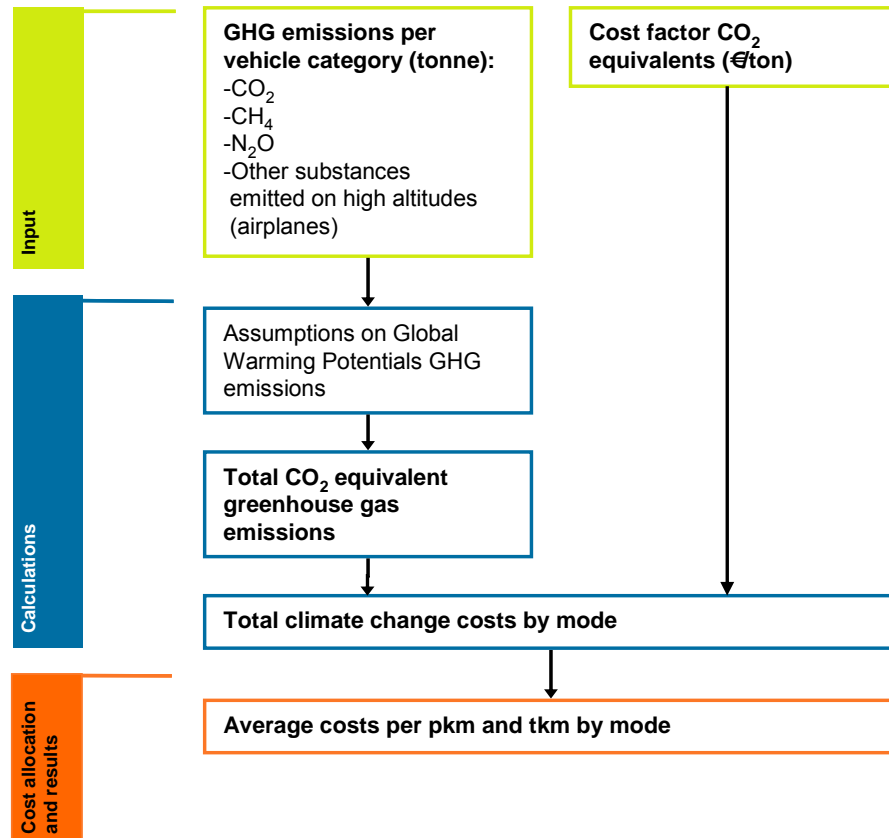 Input
GHG emissions per
vehicle category (tonne):
-CO₂
-CH₄
-N₂O
-Other substances
emitted on high altitudes
(airplanes)
Cost factor CO₂
equivalents (€/ton)
Calculations
Assumptions on Global
Warming Potentials GHG
emissions
Total CO₂ equivalent
greenhouse gas
emissions
Total climate change costs by mode
Cost allocation
and results
Average costs per pkm and tkm by mode